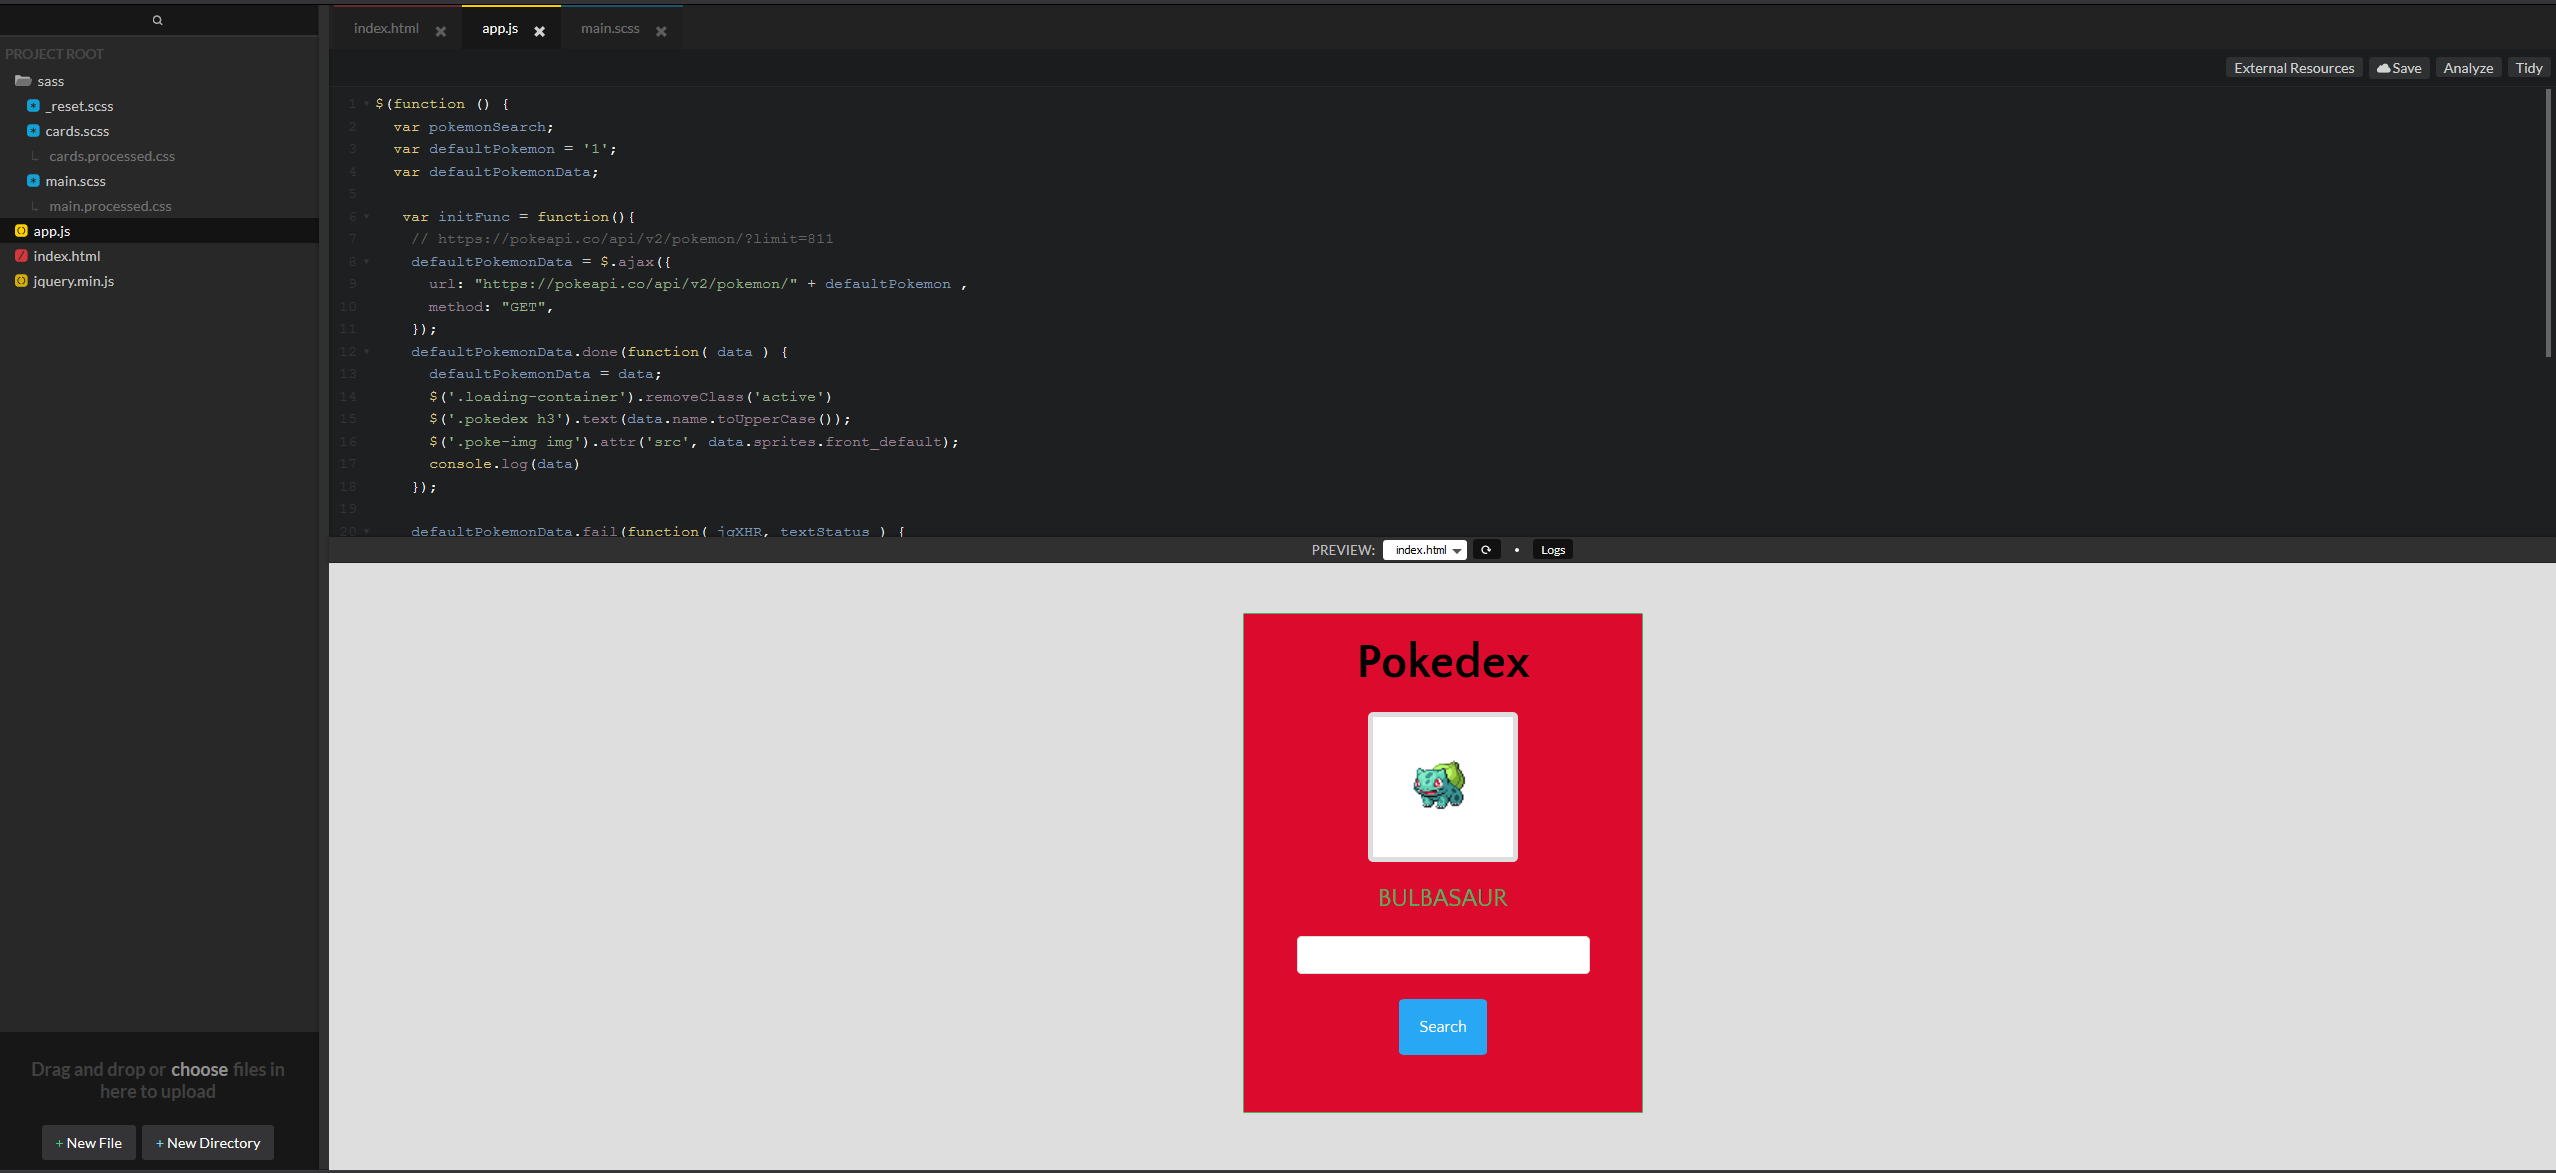 PROJECT ROOT
sass
_reset.scss
cards.scss
cards.processed.css
main.scss
main.processed.css
app.js
index.html
jquery.min.js
Drag and drop or choose files in
here to upload
+ New File
+ New Directory
index.html
app.js
main.scss
External Resources
Save
Analyze
Tidy
1 $(function () {
2 var pokemonSearch;
3 var defaultPokemon = '1';
4 var defaultPokemonData;
5
6 var initFunc = function(){
7 // https://pokeapi.co/api/v2/pokemon/?limit=811
8 defaultPokemonData = $.ajax({
9 url: "https://pokeapi.co/api/v2/pokemon/" + defaultPokemon ,
10 method: "GET",
11 });
12 defaultPokemonData.done(function( data ) {
13 defaultPokemonData = data;
14 $('.loading-container').removeClass('active')
15 $('.pokedex h3').text(data.name.toUpperCase());
16 $('.poke-img img').attr('src', data.sprites.front_default);
17 console.log(data)
18 });
19
20 defaultPokemonData.fail(function( jqXHR, textStatus ) {
PREVIEW: index.html
Logs
Pokedex
BULBASAUR
Search